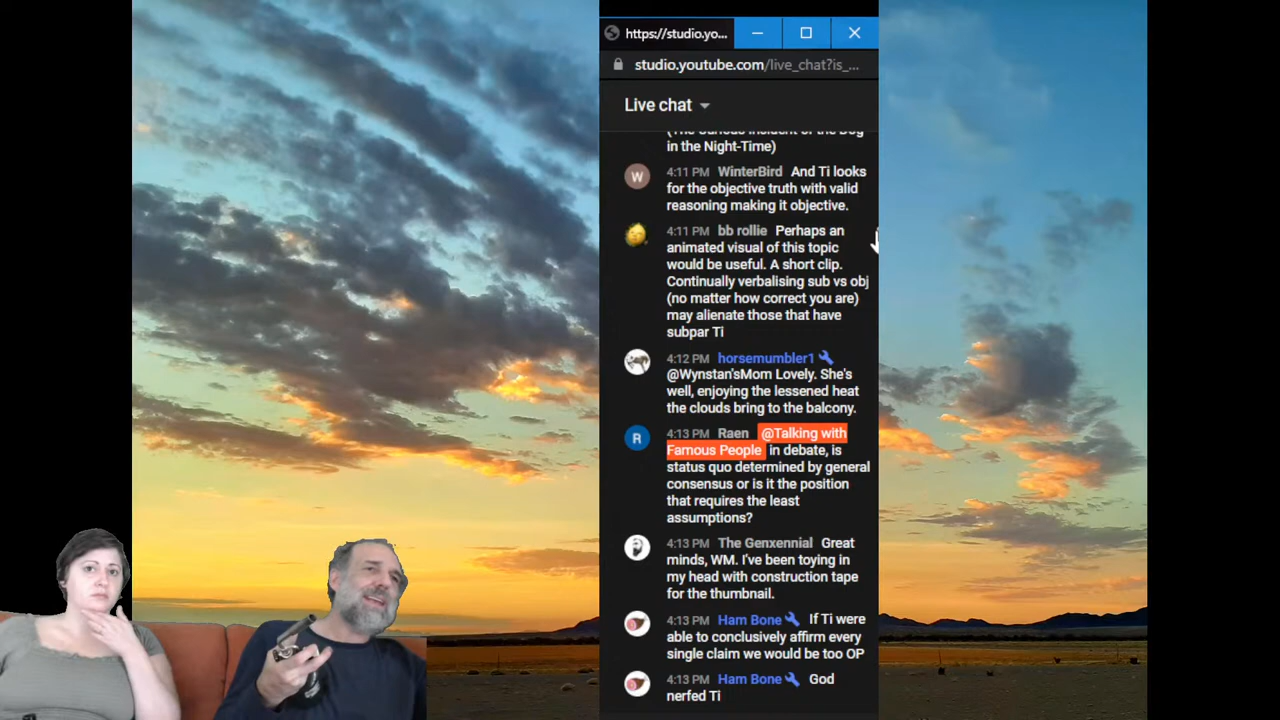 https://studio.yo...
studio.youtube.com/live_chat?is_...
Live chat
(The Curious Incident of the Dog
in the Night-Time)
W
4:11 PM WinterBird And Ti looks
for the objective truth with valid
reasoning making it objective.
4:11 PM bb rollie Perhaps an
animated visual of this topic
would be useful. A short clip.
Continually verbalising sub vs obj
(no matter how correct you are)
may alienate those that have
subpar Ti
4:12 PM horsemumbler1
@Wynstan'sMom Lovely. She's
well, enjoying the lessened heat
the clouds bring to the balcony.
R
4:13 PM Raen @Talking with
Famous People in debate, is
status quo determined by general
consensus or is it the position
that requires the least
assumptions?
4:13 PM The Genxennial Great
minds, WM. I've been toying in
my head with construction tape
for the thumbnail.
4:13 PM Ham Bone If Ti were
able to conclusively affirm every
single claim we would be too OP
4:13 PM Ham Bone God
nerfed Ti